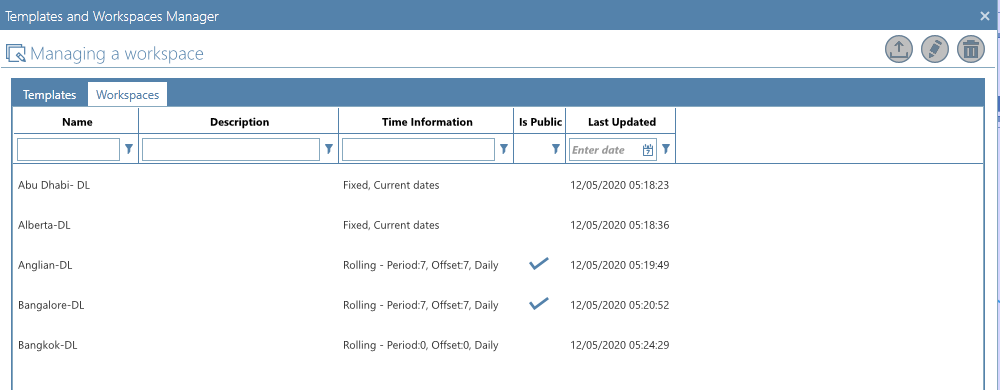 Templates and Workspaces Manager
Managing a workspace
Templates Workspaces
Name Description Time Information Is Public Last Updated
Enter date
Abu Dhabi- DL Fixed, Current dates 12/05/2020 05:18:23
Alberta-DL Fixed, Current dates 12/05/2020 05:18:36
Anglian-DL Rolling - Period:7, Offset:7, Daily 12/05/2020 05:19:49
Bangalore-DL Rolling - Period:7, Offset:7, Daily 12/05/2020 05:20:52
Bangkok-DL Rolling - Period:0, Offset:0, Daily 12/05/2020 05:24:29